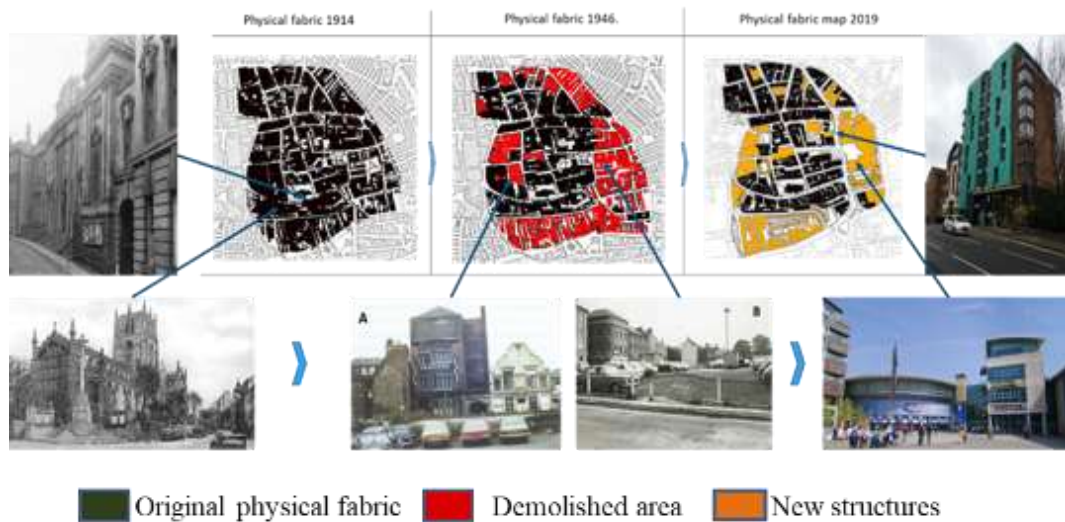 Physical fabric 1914
Physical fabric 1946.
Physical fabric map 2019
A
B
Original physical fabric
Demolished area
New structures